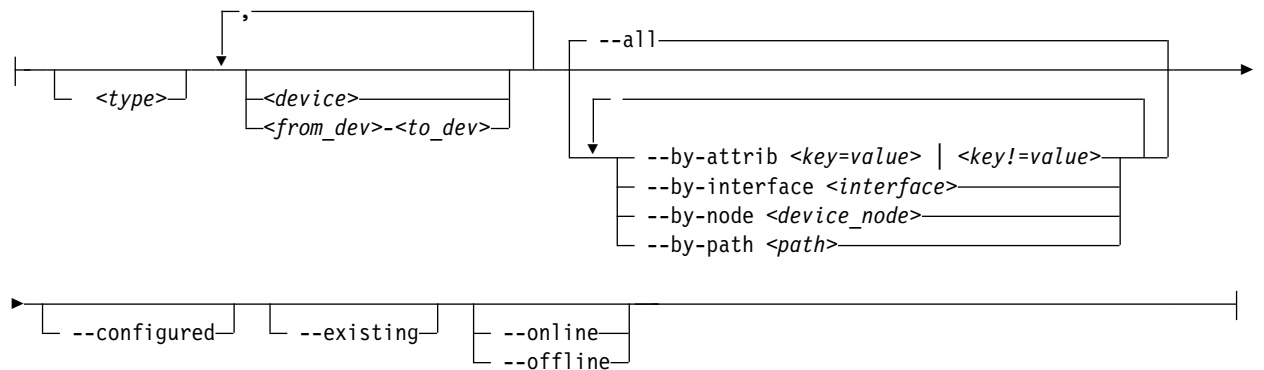 ,
--all
<type>
<device>
<from_dev>-<to_dev>
--by-attrib <key=value> | <key!=value>
--by-interface <interface>
--by-node <device_node>
--by-path <path>
--configured
--existing
--online
--offline